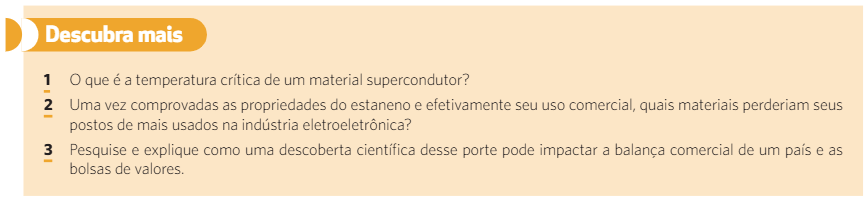 Descubra mais
1 O que é a temperatura crítica de um material supercondutor?
2 Uma vez comprovadas as propriedades do estaneno e efetivamente seu uso comercial, quais materiais perderiam seus
postos de mais usados na indústria eletroeletrônica?
3 Pesquise e explique como uma descoberta científica desse porte pode impactar a balança comercial de um país e as
bolsas de valores.